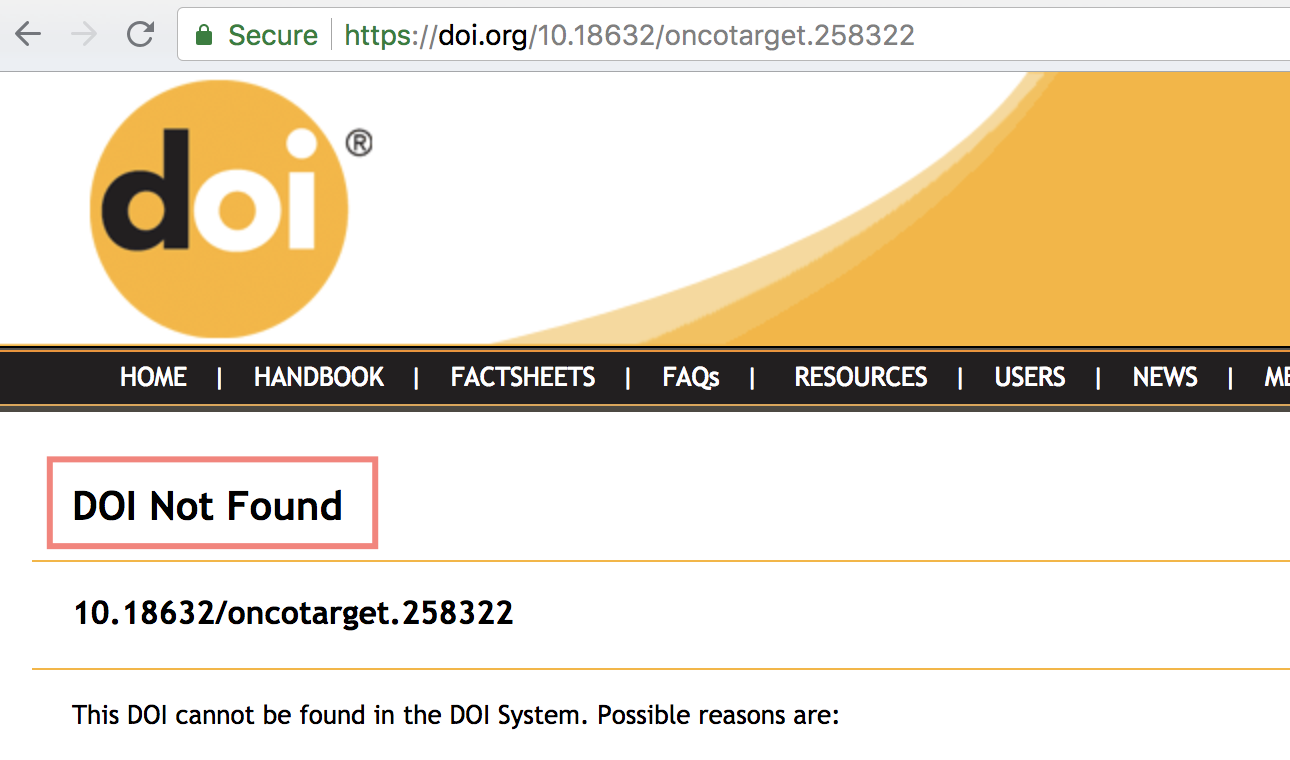 Secure | https://doi.org/10.18632/oncotarget.258322
doi ®
HOME | HANDBOOK | FACTSHEETS | FAQs | RESOURCES | USERS | NEWS | ME
DOI Not Found
10.18632/oncotarget.258322
This DOI cannot be found in the DOI System. Possible reasons are: